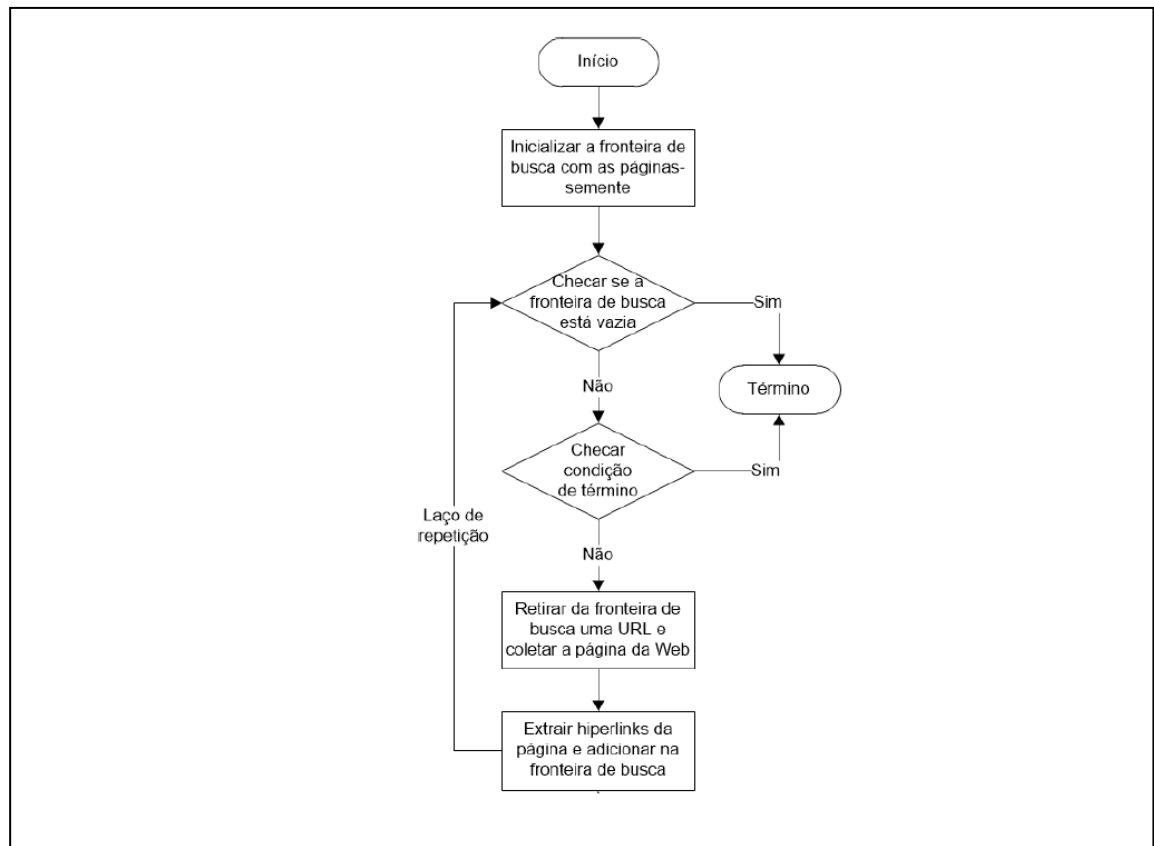 Início
Inicializar a fronteira de
busca com as páginas-
semente
Checar se a
fronteira de busca
está vazia
Sim
Não
Término
Checar
condição
de término
Sim
Laço de
repetição
Não
Retirar da fronteira de
busca uma URL e
coletar a página da Web
Extrair hiperlinks da
página e adicionar na
fronteira de busca